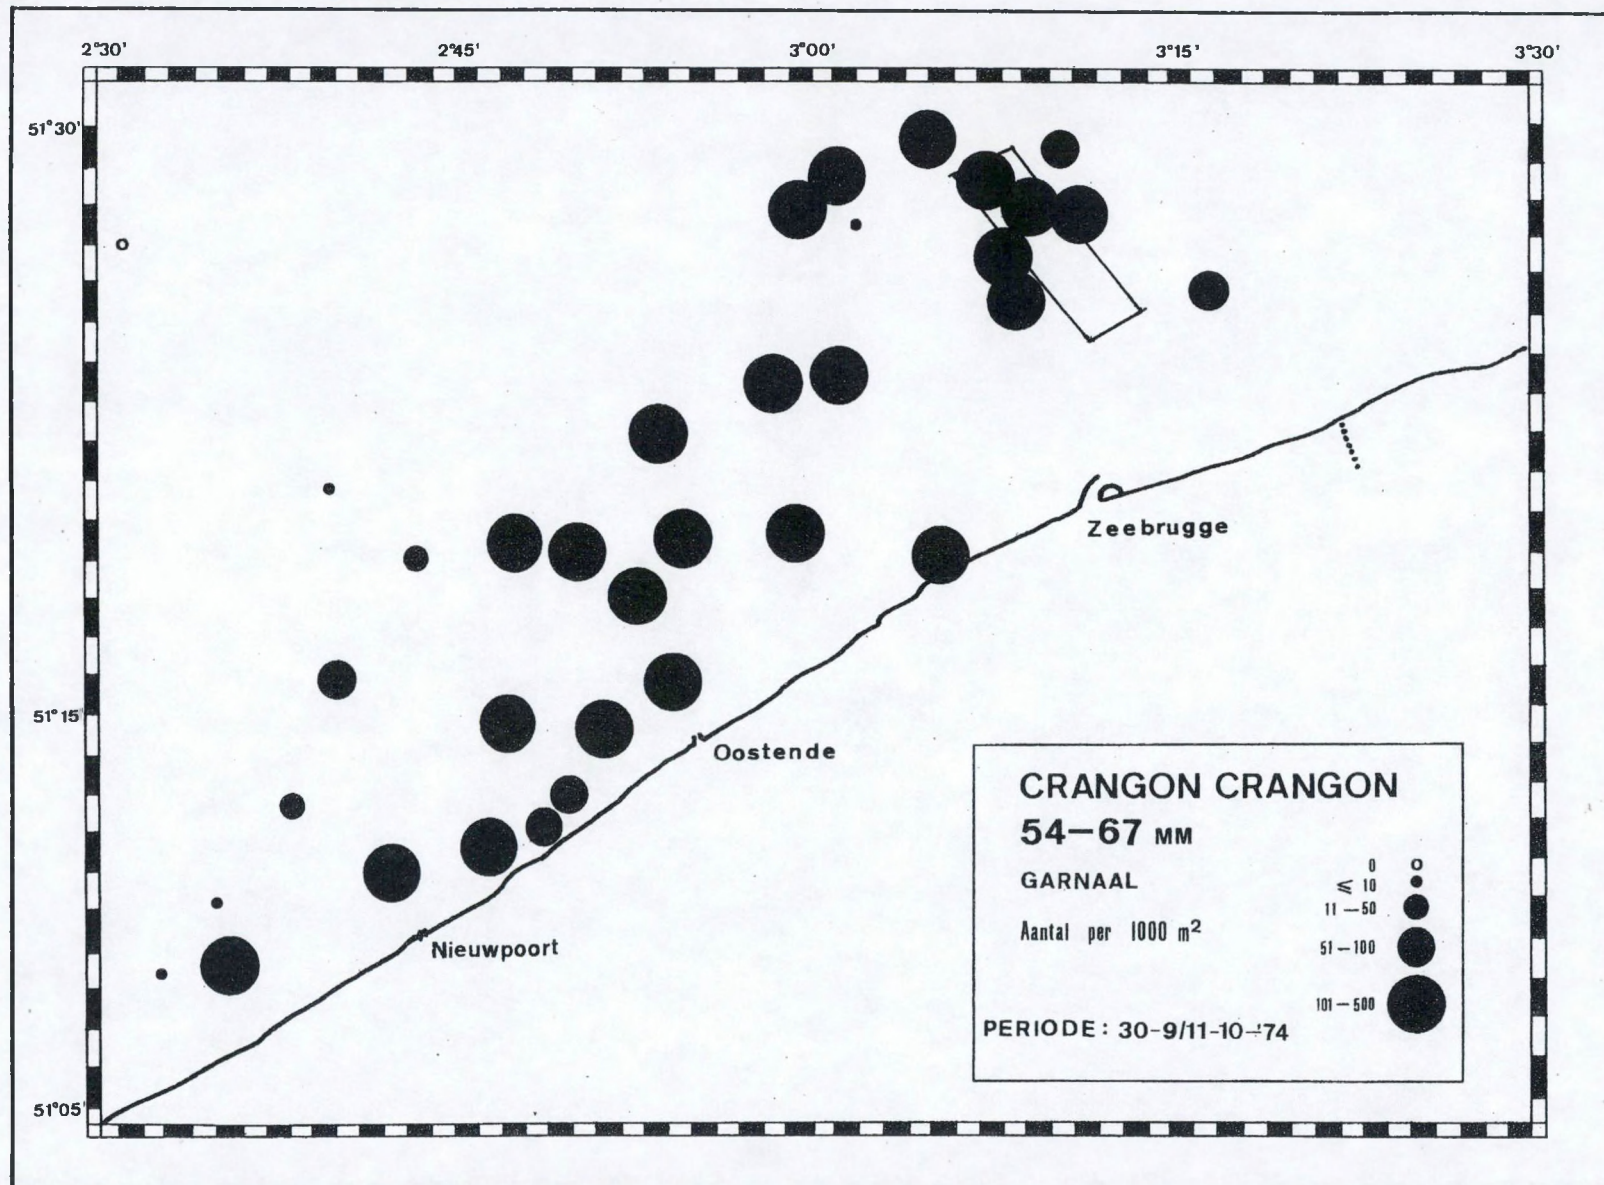 2°30' 2°45' 3°00' 3°15' 3°30'
51°30'
Zeebrugge
51°15'
Oostende
CRANGON CRANGON
54-67 MM
GARNAAL
0
≤ 10
11-50
Aantal per 1000 m²
51-100
Nieuwpoort
101-500
PERIODE: 30-9/11-10-'74
51°05'